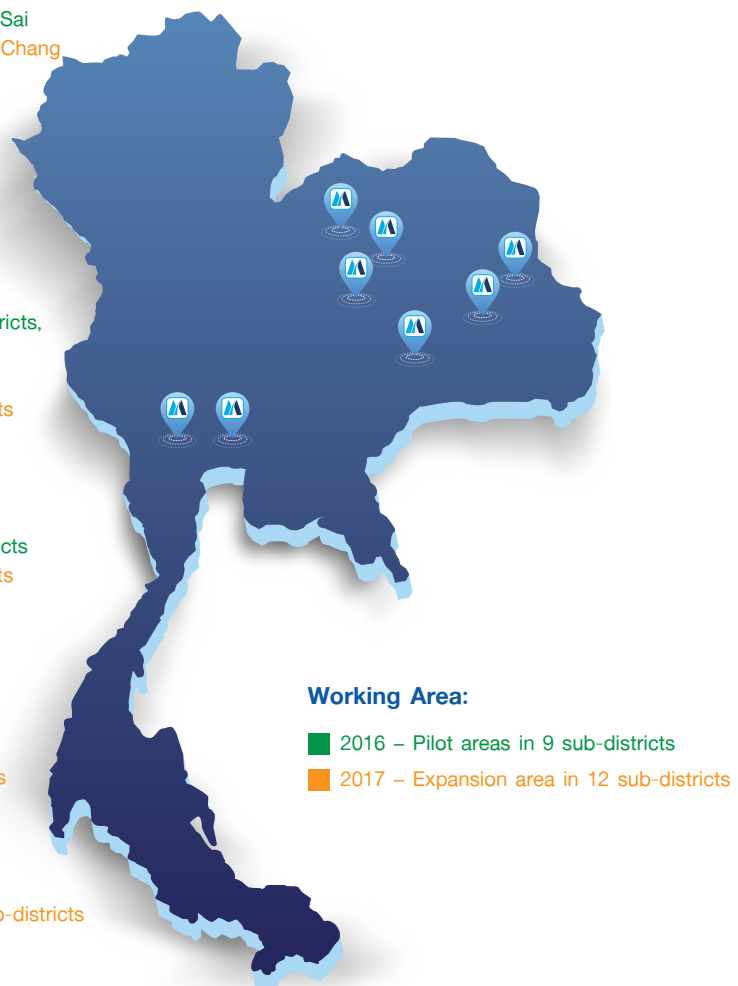 Sai
Chang
ricts,
ts
cts
ts
s
o-districts
Working Area:
2016 – Pilot areas in 9 sub-districts
2017 – Expansion area in 12 sub-districts